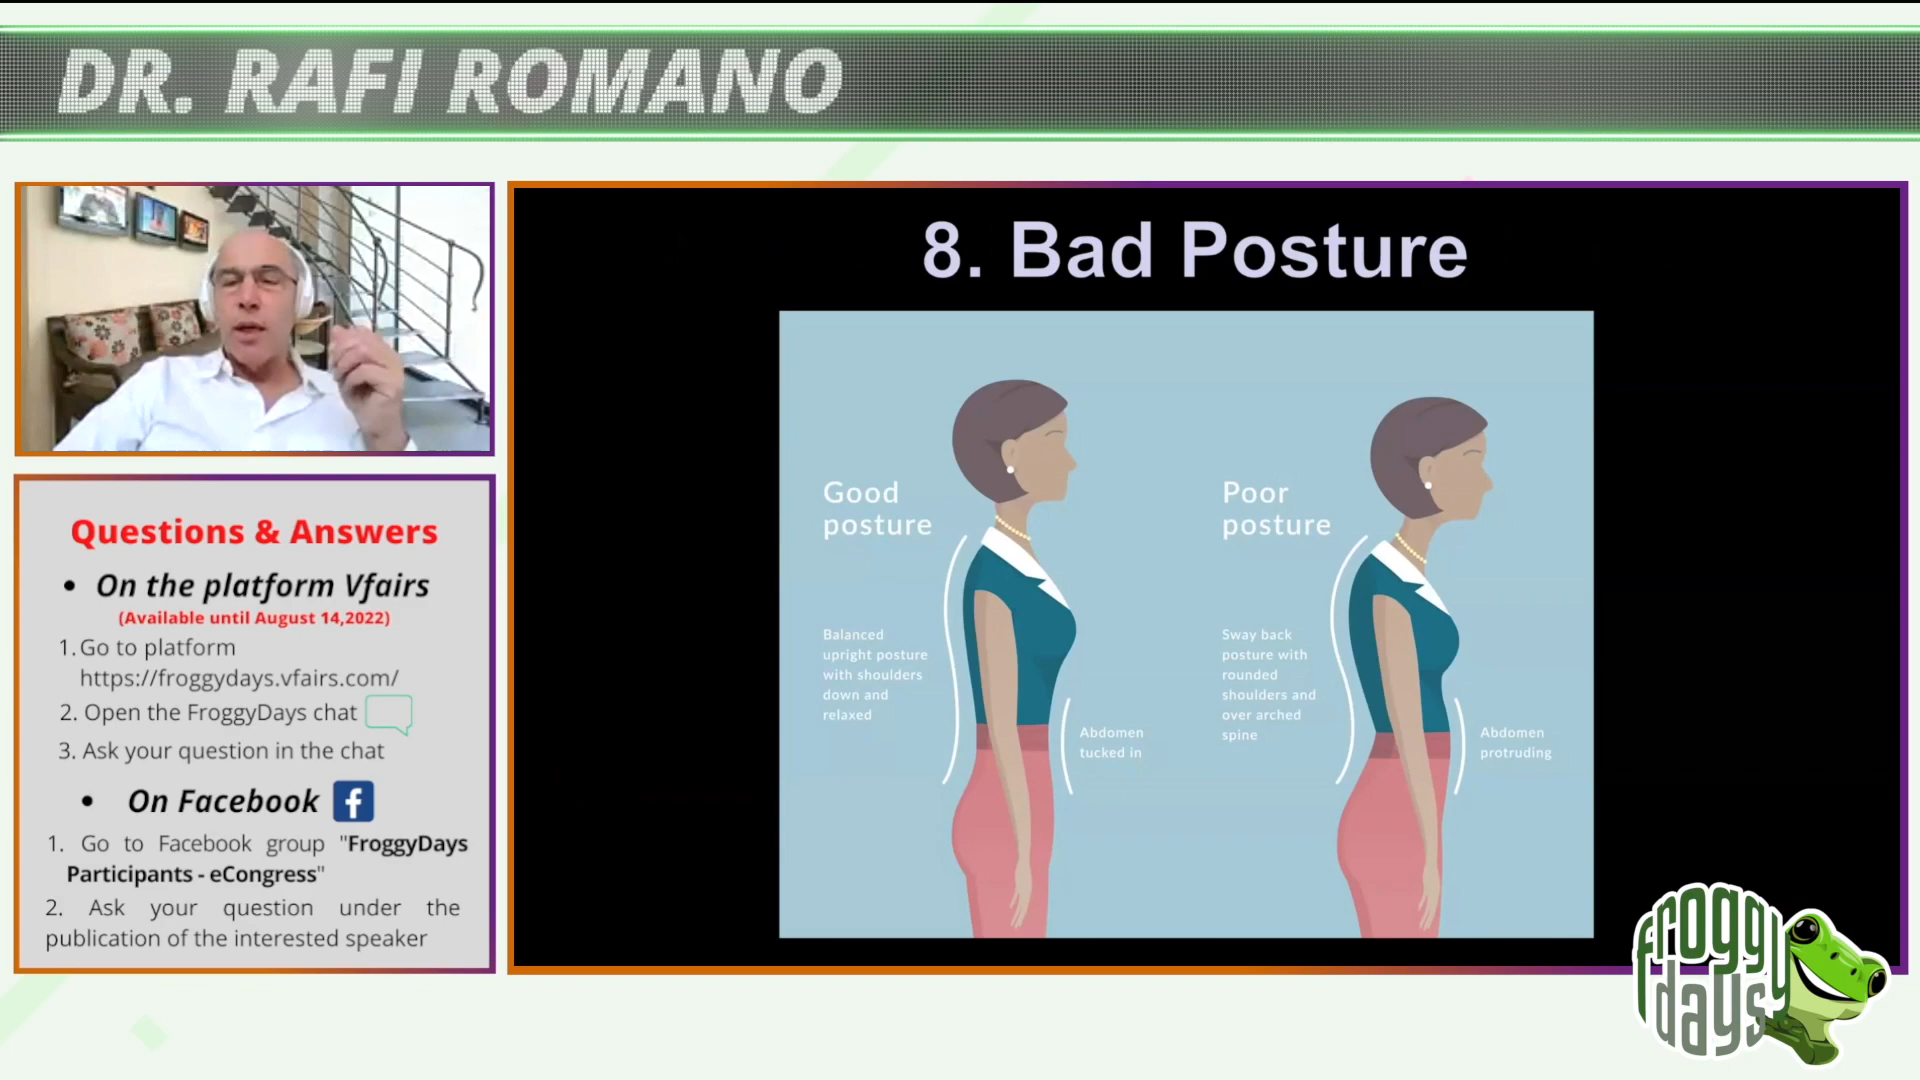 DR. RAFI ROMANO
Questions & Answers
• On the platform Vfairs
(Available until August 14,2022)
1. Go to platform
https://froggydays.vfairs.com/
2. Open the FroggyDays chat
3. Ask your question in the chat
• On Facebook f
1. Go to Facebook group "FroggyDays
Participants - eCongress"
2. Ask your question under the
publication of the interested speaker
8. Bad Posture
Good
posture
Balanced
upright posture
with shoulders
down and
relaxed
Abdomen
tucked in
Poor
posture
Sway back
posture with
rounded
shoulders and
over arched
spine
Abdomen
protruding
froggy
days